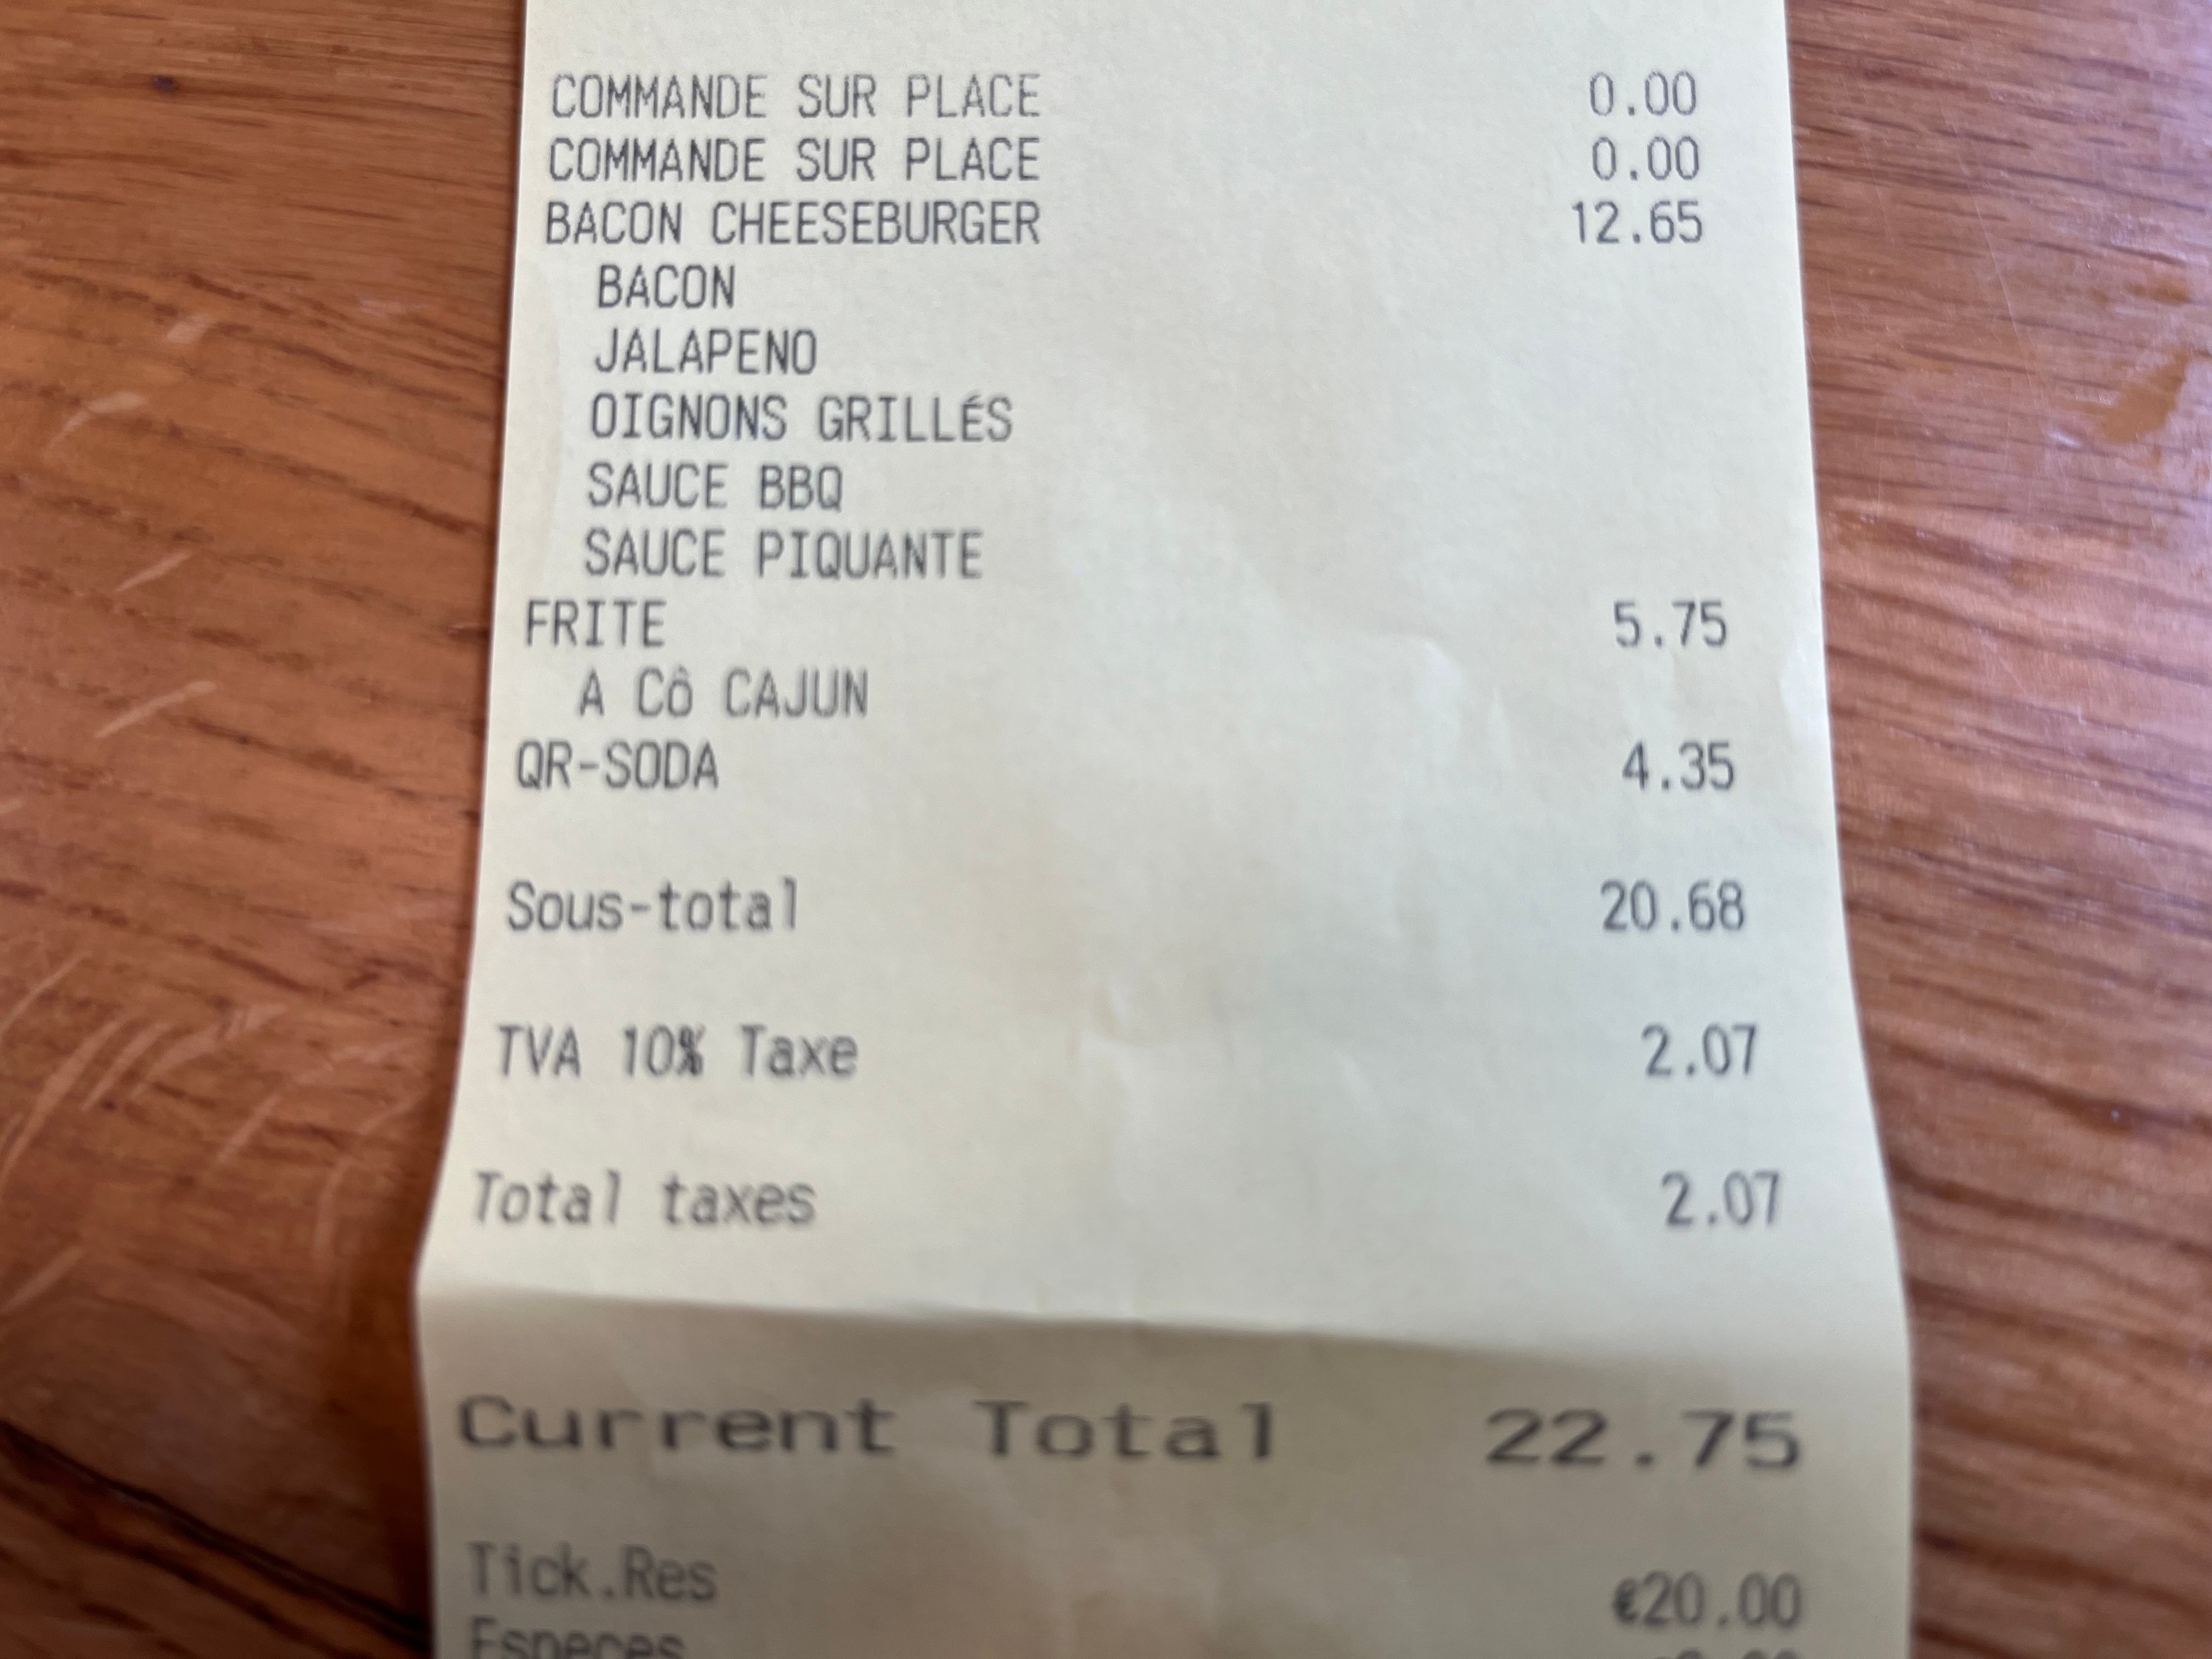 COMMANDE SUR PLACE 0.00
COMMANDE SUR PLACE 0.00
BACON CHEESEBURGER 12.65
BACON
JALAPENO
OIGNONS GRILLÉS
SAUCE BBQ
SAUCE PIQUANTE
FRITE 5.75
A Cô CAJUN
QR-SODA 4.35
Sous-total 20.68
TVA 10% Taxe 2.07
Total taxes 2.07
Current Total 22.75
Tick.Res €20.00
Especes